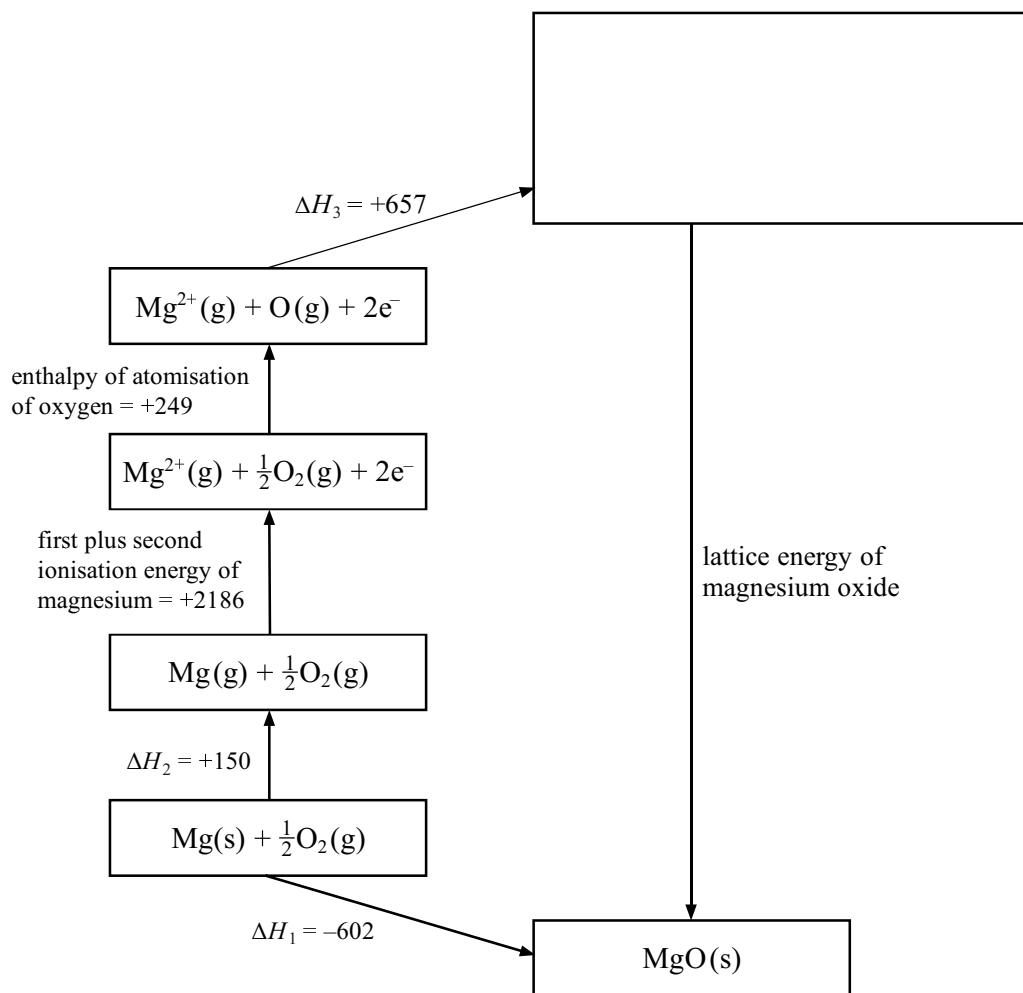 ΔH₃ = +657
Mg²⁺(g) + O(g) + 2e⁻
enthalpy of atomisation
of oxygen = +249
Mg²⁺(g) + ½O₂(g) + 2e⁻
first plus second
ionisation energy of
magnesium = +2186
lattice energy of
magnesium oxide
Mg(g) + ½O₂(g)
ΔH₂ = +150
Mg(s) + ½O₂(g)
ΔH₁ = –602
MgO(s)